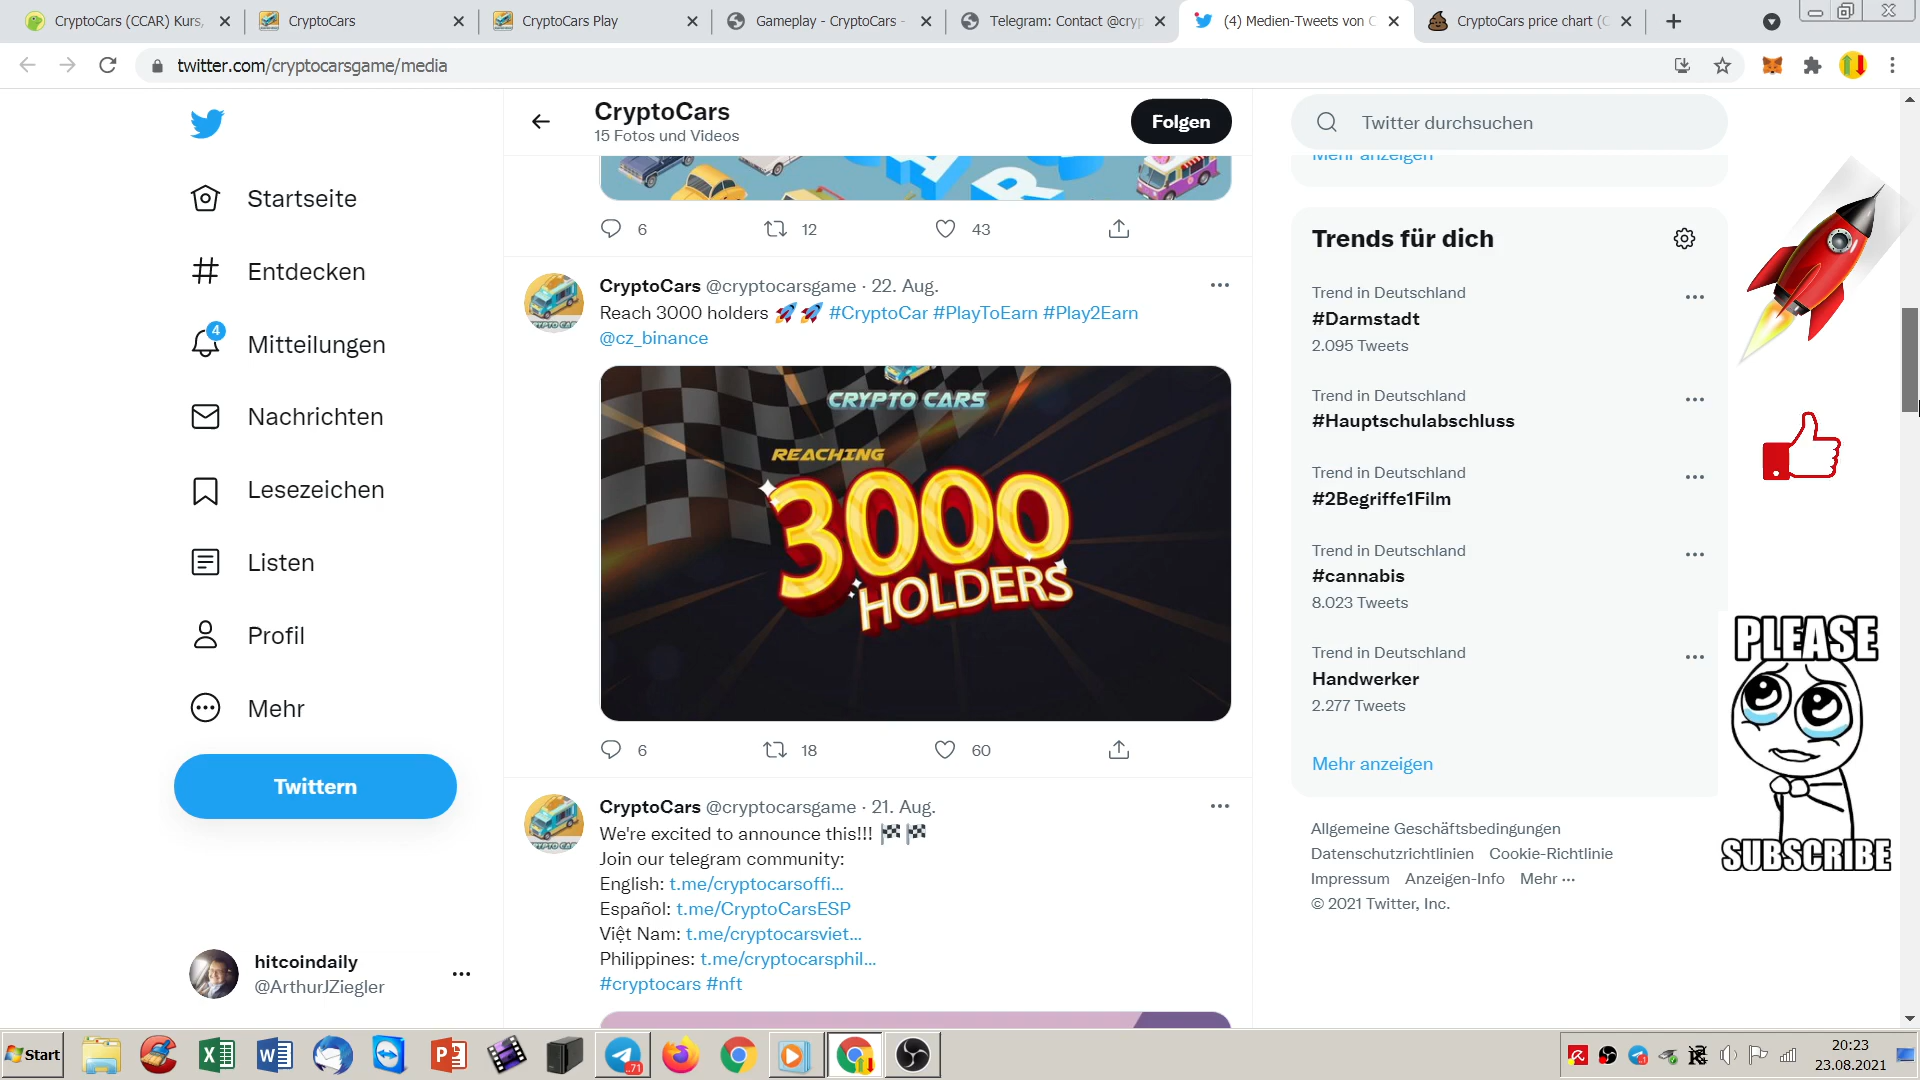 CryptoCars (CCAR) Kurs,
CryptoCars
CryptoCars Play
Gameplay - CryptoCars -
Telegram: Contact @cryp
(4) Medien-Tweets von C
CryptoCars price chart (C
twitter.com/cryptocarsgame/media
CryptoCars
15 Fotos und Videos
Folgen
Twitter durchsuchen
Mehr anzeigen
Startseite
Entdecken
4
Mitteilungen
Nachrichten
Lesezeichen
Listen
Profil
Mehr
Twittern
hitcoindaily
@ArthurJZiegler
6
12
43
CryptoCars @cryptocarsgame · 22. Aug.
Reach 3000 holders 🚀🚀 #CryptoCar #PlayToEarn #Play2Earn
@cz_binance
CRYPTO CARS
REACHING
3000
HOLDERS
6
18
60
CryptoCars @cryptocarsgame · 21. Aug.
We're excited to announce this!!! 🏁🏁
Join our telegram community:
English: t.me/cryptocarsoffi...
Español: t.me/CryptoCarsESP
Việt Nam: t.me/cryptocarsviet...
Philippines: t.me/cryptocarsphil...
#cryptocars #nft
Trends für dich
Trend in Deutschland
#Darmstadt
2.095 Tweets
Trend in Deutschland
#Hauptschulabschluss
Trend in Deutschland
#2Begriffe1Film
Trend in Deutschland
#cannabis
8.023 Tweets
Trend in Deutschland
Handwerker
2.277 Tweets
Mehr anzeigen
Allgemeine Geschäftsbedingungen
Datenschutzrichtlinien Cookie-Richtlinie
Impressum Anzeigen-Info Mehr ···
© 2021 Twitter, Inc.
PLEASE
SUBSCRIBE
Start
71
20:23
23.08.2021